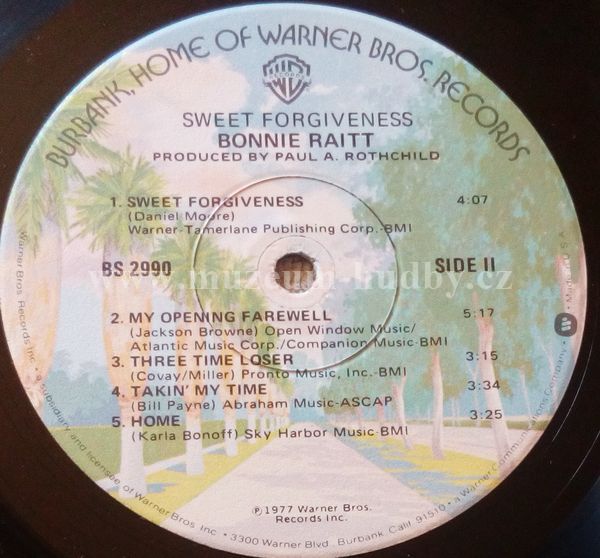 BURBANK, HOME OF WARNER BROS. RECORDS
WB
RECORDS
SWEET FORGIVENESS
BONNIE RAITT
PRODUCED BY PAUL A. ROTHCHILD
1. SWEET FORGIVENESS 4:07
(Daniel Moore)
Warner-Tamerlane Publishing Corp.-BMI
BS 2990 SIDE II
www.muzeum-hudby.cz
2. MY OPENING FAREWELL 5:17
(Jackson Browne) Open Window Music/
Atlantic Music Corp./Companion Music-BMI
3. THREE TIME LOSER 3:15
(Covay/Miller) Pronto Music, Inc.-BMI
4. TAKIN' MY TIME 3:34
(Bill Payne) Abraham Music-ASCAP
5. HOME 3:25
(Karla Bonoff) Sky Harbor Music-BMI
℗1977 Warner Bros.
Records Inc.
Warner Bros. Records Inc. • a subsidiary and licensee of Warner Bros. Inc. • 3300 Warner Blvd., Burbank, Calif. 91510 • a Warner Communications Company.
• Made in U.S.A.